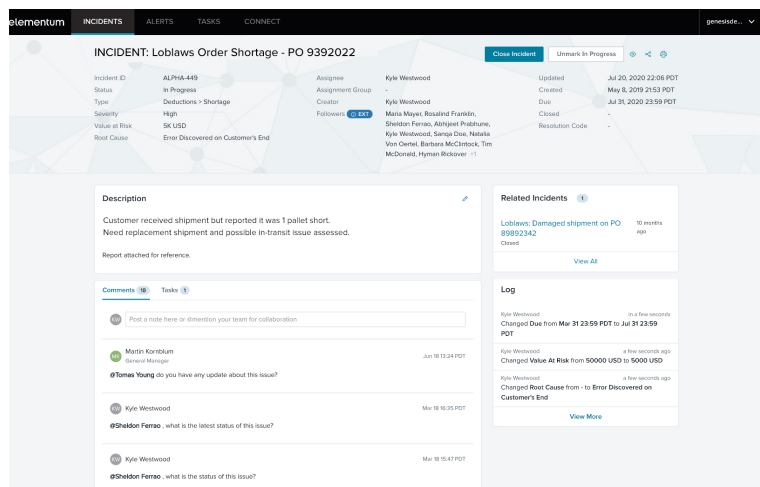 elementum INCIDENTS ALERTS TASKS CONNECT genesisde...
INCIDENT: Loblaws Order Shortage - PO 9392022
Close Incident Unmark In Progress
Incident ID ALPHA-449
Status In Progress
Type Deductions > Shortage
Severity High
Value at Risk 5K USD
Root Cause Error Discovered on Customer's End
Assignee Kyle Westwood
Assignment Group -
Creator Kyle Westwood
Followers EXT Maria Mayer, Rosalind Franklin,
Sheldon Ferrao, Abhijeet Prabhune,
Kyle Westwood, Sanqa Doe, Natalia
Von Oertel, Barbara McClintock, Tim
McDonald, Hyman Rickover +1
Updated Jul 20, 2020 22:06 PDT
Created May 8, 2019 21:53 PDT
Due Jul 31, 2020 23:59 PDT
Closed -
Resolution Code -
Description
Customer received shipment but reported it was 1 pallet short.
Need replacement shipment and possible in-transit issue assessed.
Report attached for reference.
Comments 18 Tasks 1
KW Post a note here or @mention your team for collaboration
MK Martin Kornblum Jun 18 13:24 PDT
General Manager
@Tomas Young do you have any update about this issue?
KW Kyle Westwood Mar 18 16:35 PDT
@Sheldon Ferrao , what is the latest status of this issue?
KW Kyle Westwood Mar 18 15:47 PDT
@Sheldon Ferrao , what is the status of this issue?
Related Incidents 1
Loblaws: Damaged shipment on PO 10 months
89892342 ago
Closed
View All
Log
Kyle Westwood in a few seconds
Changed Due from Mar 31 23:59 PDT to Jul 31 23:59
PDT
Kyle Westwood a few seconds ago
Changed Value At Risk from 50000 USD to 5000 USD
Kyle Westwood a few seconds ago
Changed Root Cause from - to Error Discovered on
Customer's End
View More